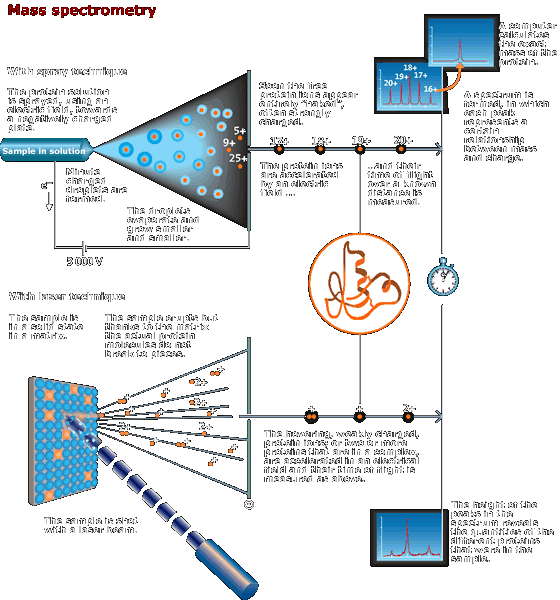 Mass spectrometry
A computer
calculates
the exact
mass of the
protein.
With spray technique
The protein solution
is sprayed, using an
electric field, towards
a negatively charged
plate.
Soon the free
protein ions appear
entirely "naked",
often strongly
charged.
20+
19+
18+
17+
16+
A spectrum is
formed, in which
each peak
represents a
certain
relationship
between mass
and charge.
5+
9+
25+
Sample in solution
20+
The protein ions
are accelerated
by an electric
field ...
...and their
time of flight
over a known
distance is
measured.
Minute
charged
droplets are
formed.
The droplets
evaporate and
grow smaller
and smaller.
5 000 V
With laser technique
The sample is
in a solid state
in a matrix.
The sample erupts but
thanks to the matrix
the actual protein
molecules do not
break to pieces.
2+
+
2+
+
The hovering, weakly charged,
protein ions, or two or more
proteins that are in a complex,
are accelerated in an electrical
field and their time of flight is
measured as above.
The sample is shot
with a laser beam.
The height of the
peaks in the
spectrum reveals
the quantities of the
different proteins
that were in the
sample.